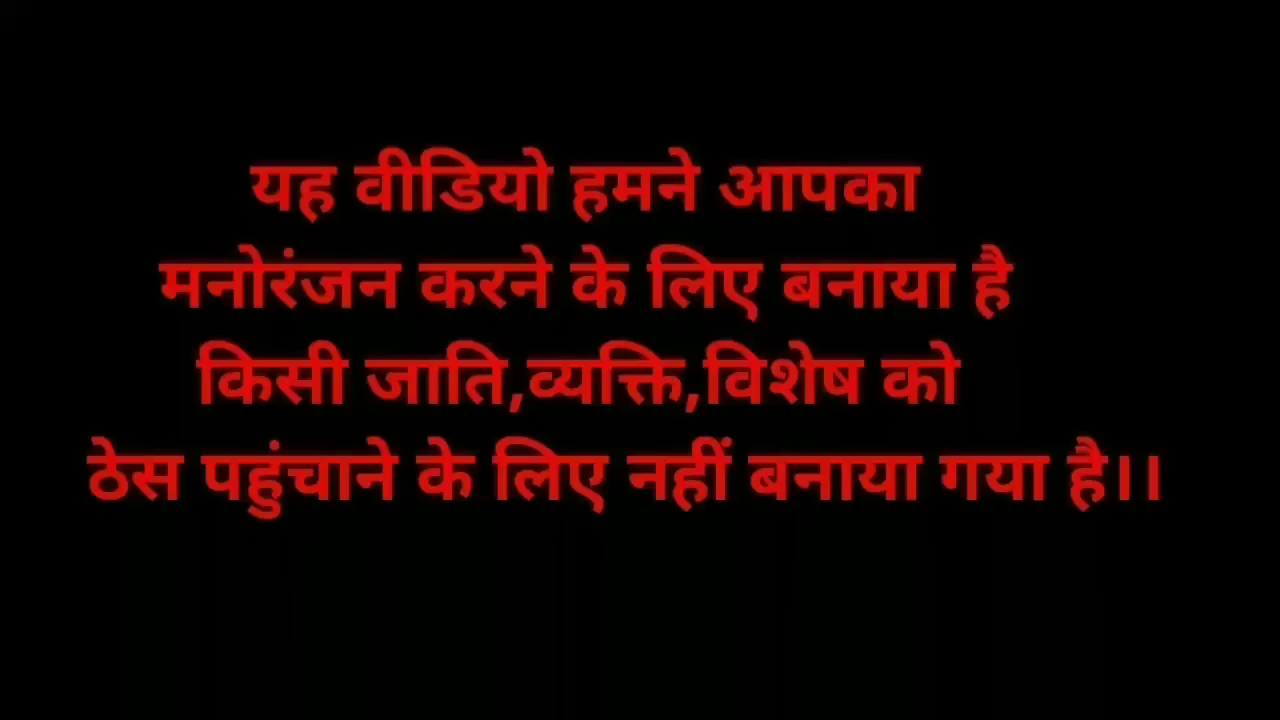 यह वीडियो हमने आपका
मनोरंजन करने के लिए बनाया है
किसी जाति,व्यक्ति,विशेष को
ठेस पहुंचाने के लिए नहीं बनाया गया है।।